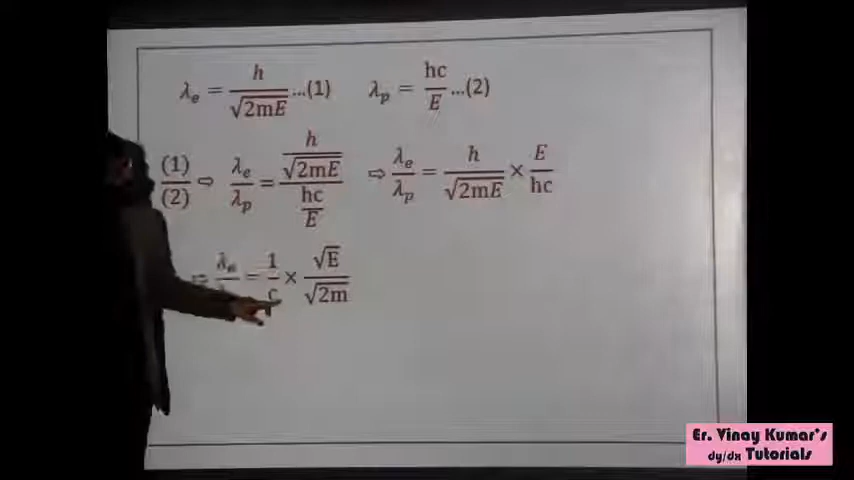 λₑ = h/√2mE ...(1) λₚ = hc/E ...(2)
(1)/(2) ⇨ λₑ/λₚ = (h/√2mE)/(hc/E) ⇨ λₑ/λₚ = h/√2mE × E/hc
⇨ λₑ/ = 1/c × √E/√2m
Er. Vinay Kumar's
dy/dx Tutorials